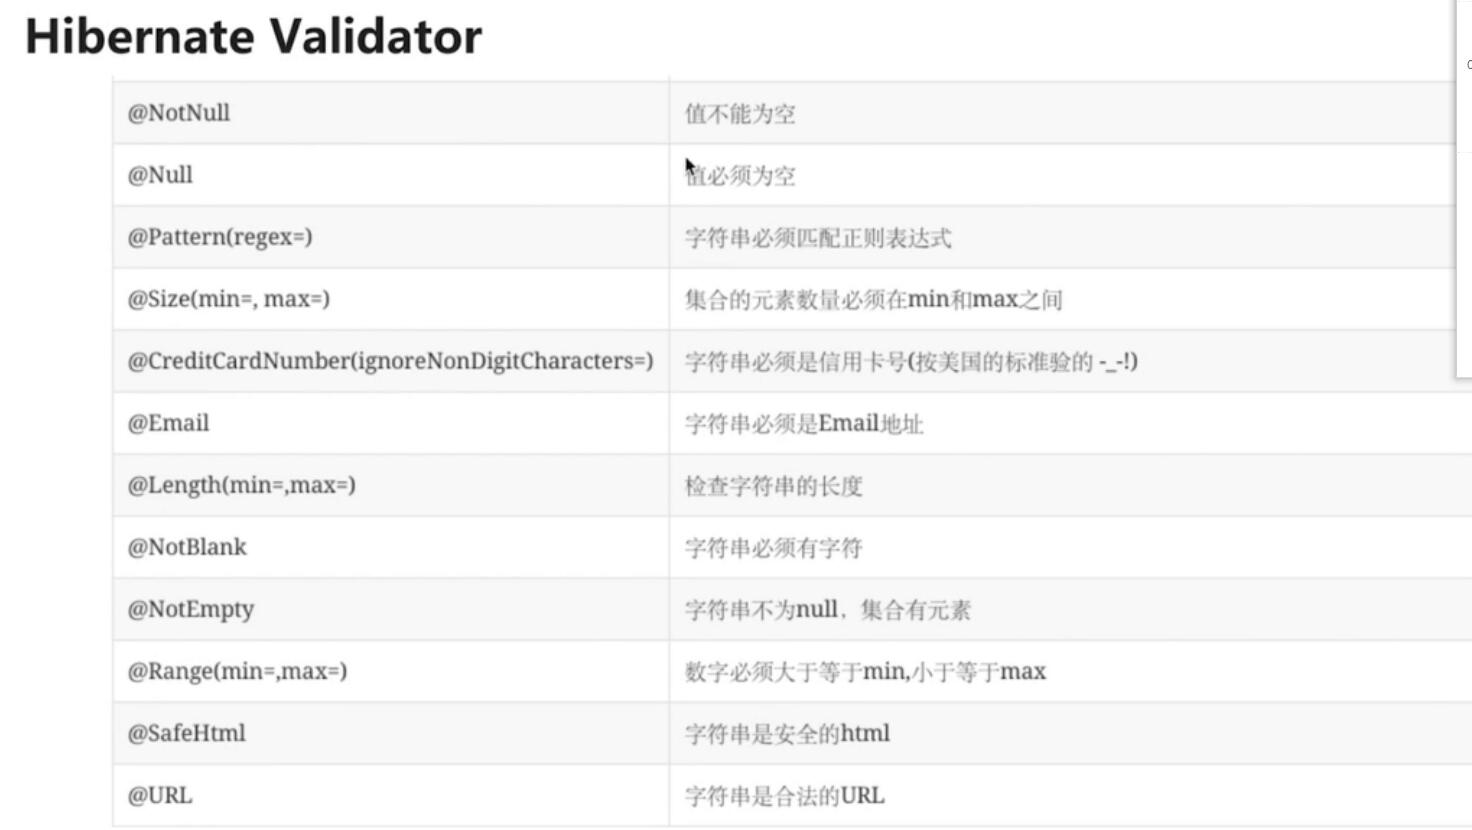 Hibernate Validator
@NotNull 值不能为空
@Null 值必须为空
@Pattern(regex=) 字符串必须匹配正则表达式
@Size(min=, max=) 集合的元素数量必须在min和max之间
@CreditCardNumber(ignoreNonDigitCharacters=) 字符串必须是信用卡号(按美国的标准验的 -_-!)
@Email 字符串必须是Email地址
@Length(min=,max=) 检查字符串的长度
@NotBlank 字符串必须有字符
@NotEmpty 字符串不为null，集合有元素
@Range(min=,max=) 数字必须大于等于min,小于等于max
@SafeHtml 字符串是安全的html
@URL 字符串是合法的URL